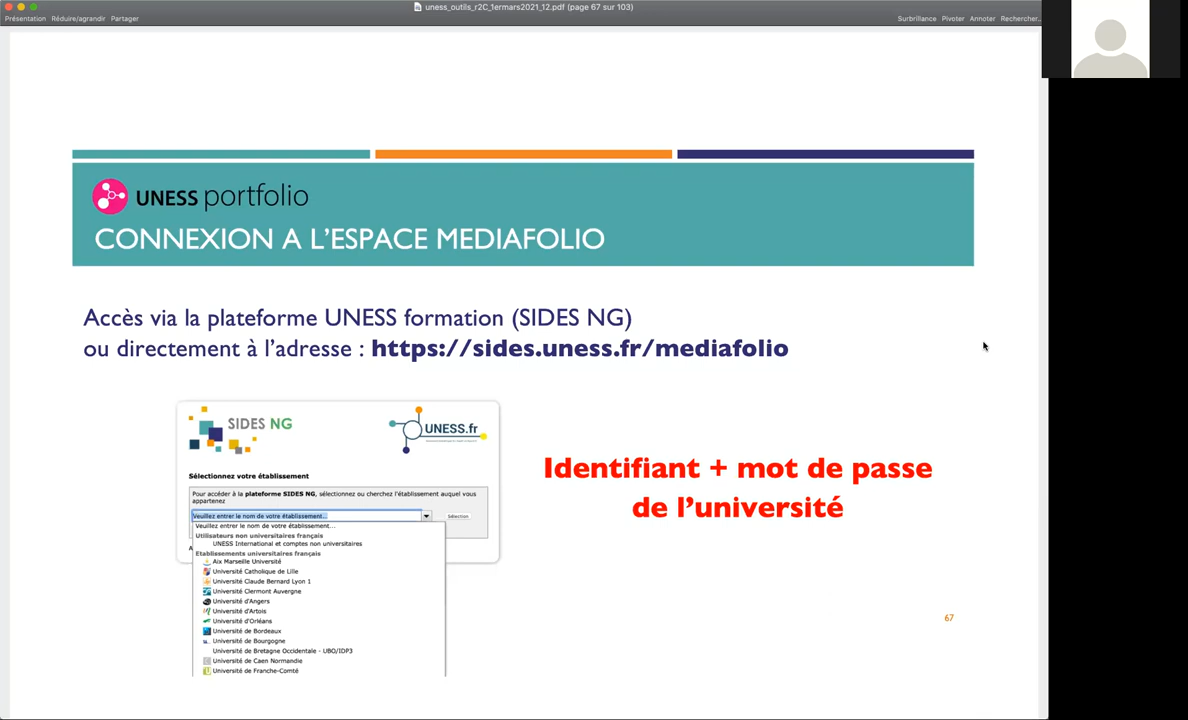 uness_outils_r2C_1ermars2021_12.pdf (page 67 sur 103)
Présentation Réduire/agrandir Partager
Surbrillance Pivoter Annoter Rechercher...
UNESS portfolio
CONNEXION A L'ESPACE MEDIAFOLIO
Accès via la plateforme UNESS formation (SIDES NG)
ou directement à l'adresse : https://sides.uness.fr/mediafolio
SIDES NG
UNESS.fr
Sélectionnez votre établissement
Pour accéder à la plateforme SIDES NG, sélectionnez ou cherchez l'établissement auquel vous
appartenez
Veuillez entrer le nom de votre établissement...
Sélection
Veuillez entrer le nom de votre établissement...
Utilisateurs non universitaires français
UNESS International et comptes non universitaires
Etablissements universitaires français
A
Aix Marseille Université
Université Catholique de Lille
Université Claude Bernard Lyon 1
Université Clermont Auvergne
Université d'Angers
Université d'Artois
Université d'Orléans
Université de Bordeaux
Université de Bourgogne
Université de Bretagne Occidentale - UBO/IDP3
Université de Caen Normandie
Université de Franche-Comté
Identifiant + mot de passe
de l'université
67